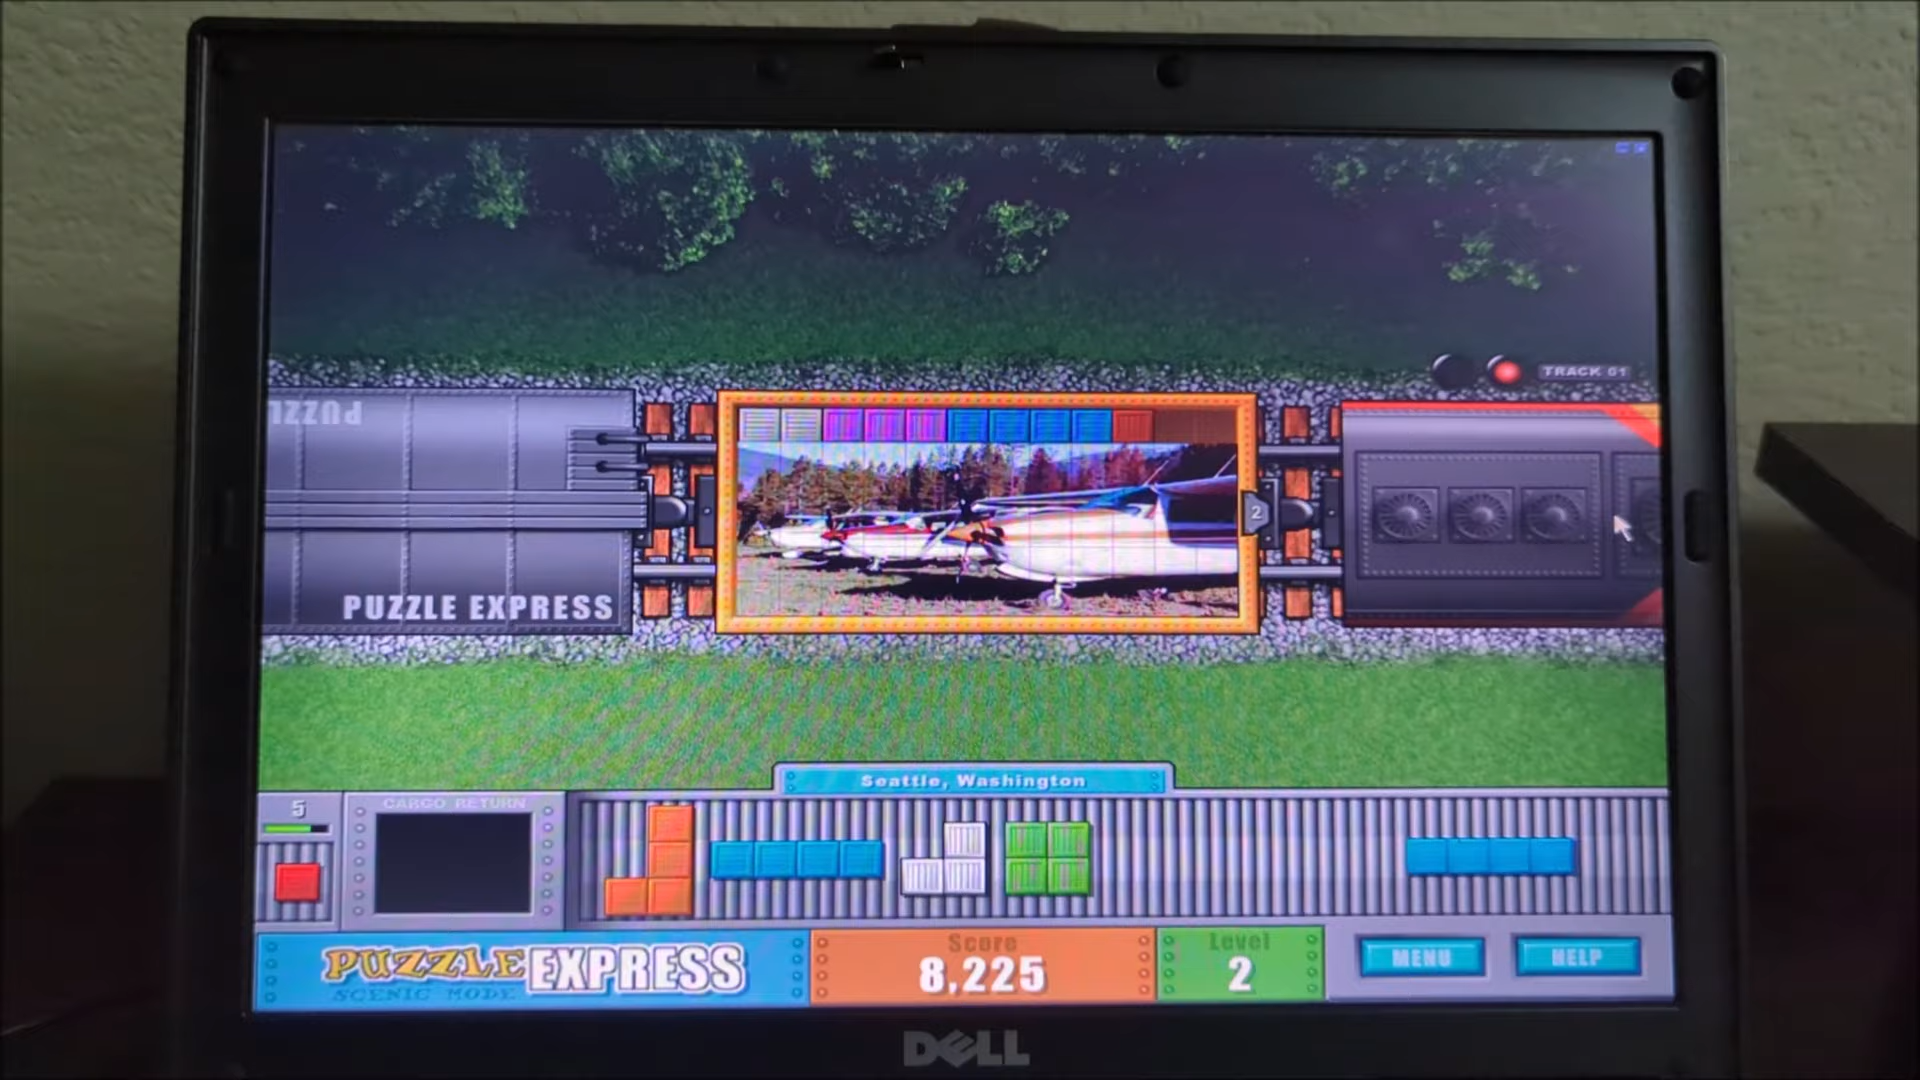 TRACK 01
PUZZL
2
PUZZLE EXPRESS
Seattle, Washington
5
CARGO RETURN
PUZZLE EXPRESS
SCENIC MODE
Score
8,225
Level
2
MENU
HELP
DELL